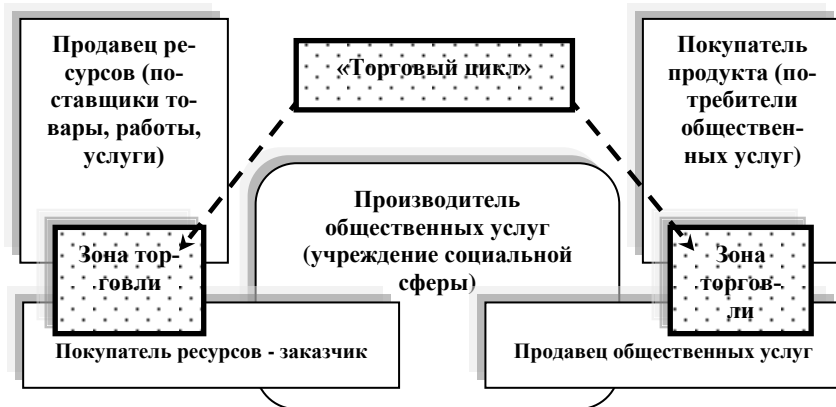 Продавец ре-
сурсов (по-
ставщики то-
вары, работы,
услуги)
«Торговый цикл»
Покупатель
продукта (по-
требители
обществен-
ных услуг)
Производитель
общественных услуг
(учреждение социальной
сферы)
Зона тор-
говли
Зона
торгов-
ли
Покупатель ресурсов - заказчик
Продавец общественных услуг